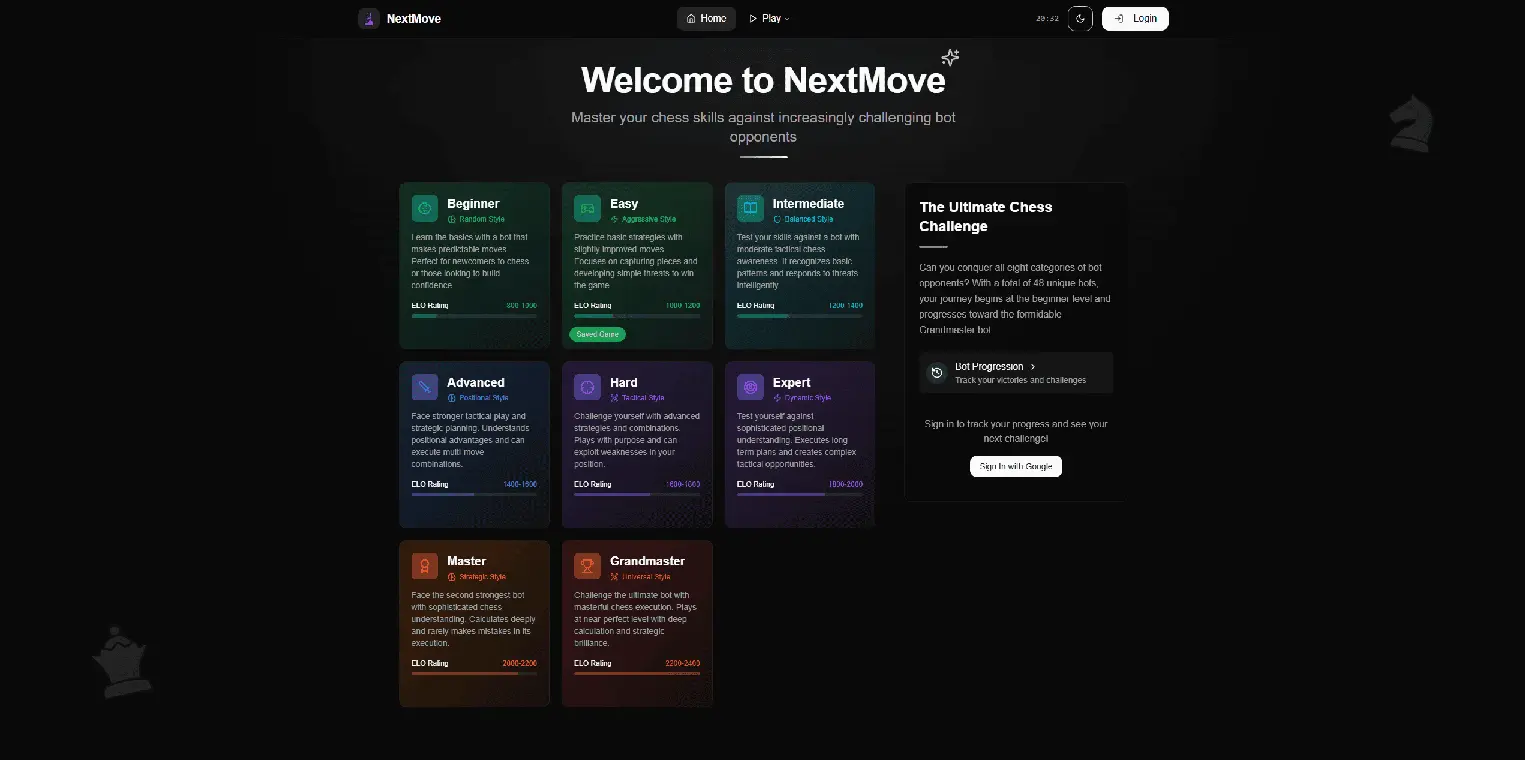 NextMove
Home
Play
20:32
Login
Welcome to NextMove
Master your chess skills against increasingly challenging bot
opponents
Beginner
Random Style
Learn the basics with a bot that
makes predictable moves.
Perfect for newcomers to chess
or those looking to build
confidence.
ELO Rating
800-1000
Easy
Aggressive Style
Practice basic strategies with
slightly improved moves.
Focuses on capturing pieces and
developing simple threats to win
the game.
ELO Rating
1000-1200
Saved Game
Intermediate
Balanced Style
Test your skills against a bot with
moderate tactical chess
awareness. It recognizes basic
patterns and responds to threats
intelligently.
ELO Rating
1200-1400
Advanced
Positional Style
Face stronger tactical play and
strategic planning. Understands
positional advantages and can
execute multi move
combinations.
ELO Rating
1400-1600
Hard
Tactical Style
Challenge yourself with advanced
strategies and combinations.
Plays with purpose and can
exploit weaknesses in your
position.
ELO Rating
1600-1800
Expert
Dynamic Style
Test yourself against
sophisticated positional
understanding. Executes long
term plans and creates complex
tactical opportunities.
ELO Rating
1800-2000
Master
Strategic Style
Face the second strongest bot
with sophisticated chess
understanding. Calculates deeply
and rarely makes mistakes in its
execution.
ELO Rating
2000-2200
Grandmaster
Universal Style
Challenge the ultimate bot with
masterful chess execution. Plays
at near perfect level with deep
calculation and strategic
brilliance.
ELO Rating
2200-2400
The Ultimate Chess
Challenge
Can you conquer all eight categories of bot
opponents? With a total of 48 unique bots,
your journey begins at the beginner level and
progresses toward the formidable
Grandmaster bot.
Bot Progression
Track your victories and challenges
Sign in to track your progress and see your
next challenge!
Sign In with Google